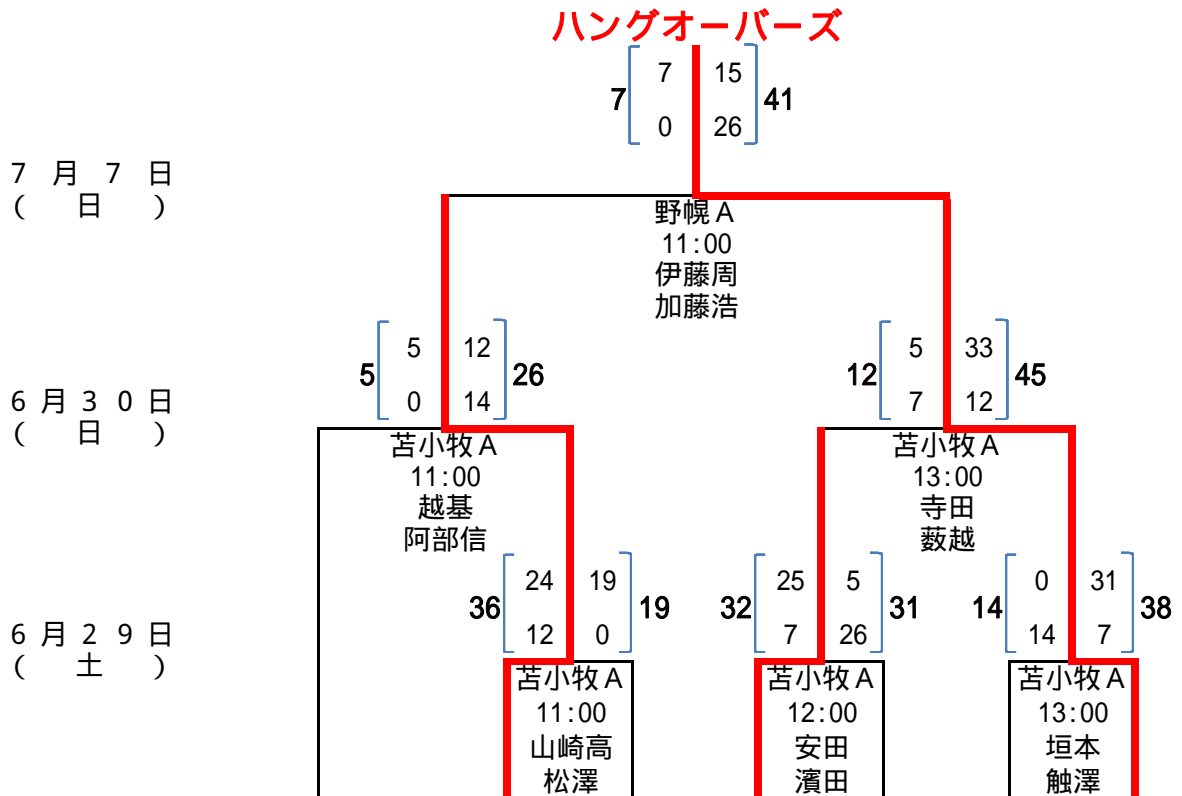 ハングオーバーズ
7 15
7 41
0 26
7月7日
(日)
野幌A
11:00
伊藤周
加藤浩
5 12
5 26
0 14
5 33
12 45
7 12
6月30日
(日)
苫小牧A
11:00
越基
阿部信
苫小牧A
13:00
寺田
薮越
24 19
36 19
12 0
25 5
32 31
7 26
0 31
14 38
14 7
6月29日
(土)
苫小牧A
11:00
山崎高
松澤
苫小牧A
12:00
安田
濱田
苫小牧A
13:00
垣本
触澤